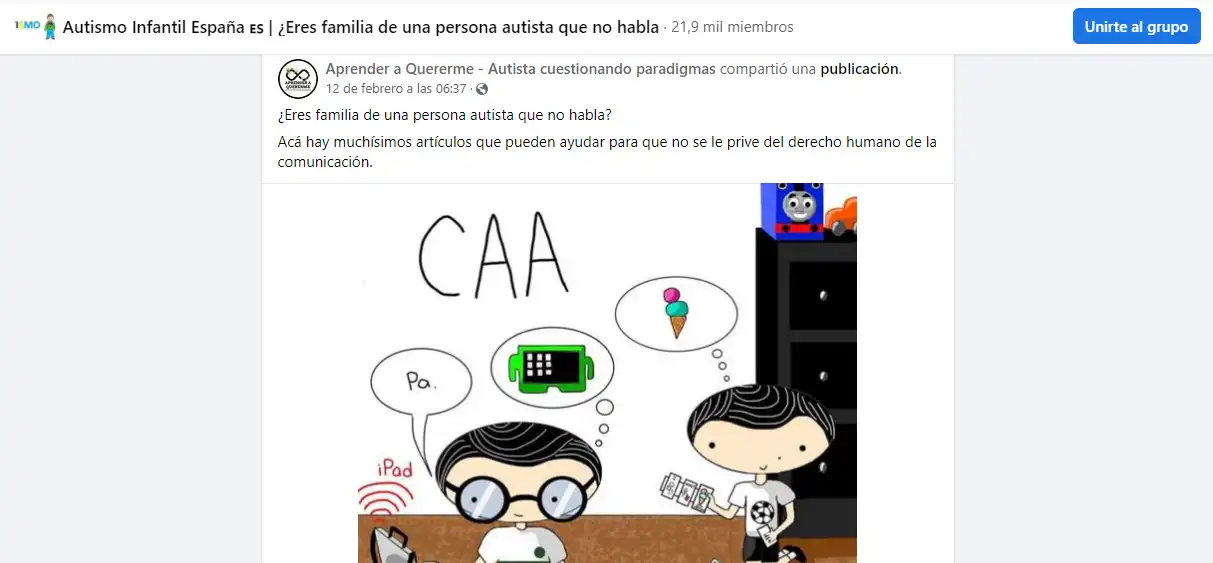 Autismo Infantil España ES | ¿Eres familia de una persona autista que no habla · 21,9 mil miembros
Unirte al grupo
Aprender a Quererme - Autista cuestionando paradigmas compartió una publicación.
12 de febrero a las 06:37 ·
¿Eres familia de una persona autista que no habla?
Acá hay muchísimos artículos que pueden ayudar para que no se le prive del derecho humano de la
comunicación.
CAA
Pa.
iPad